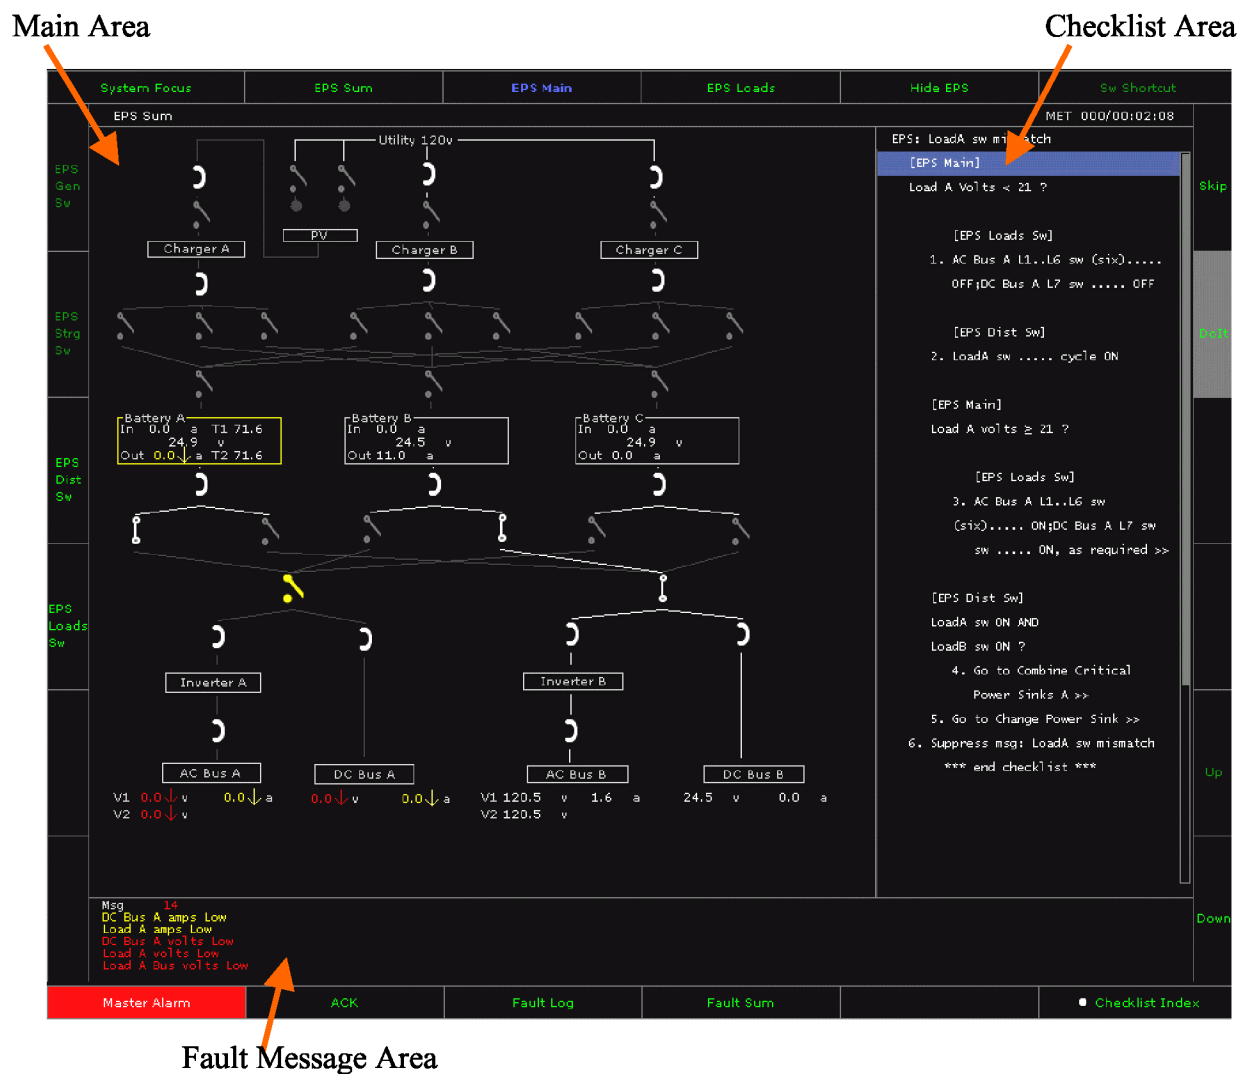 Main Area
Checklist Area
System Focus
EPS Sum
EPS Main
EPS Loads
Hide EPS
Sw Shortcut
EPS Sum
MET 000/00:02:08
EPS
Gen
Sw
EPS
Strg
Sw
EPS
Dist
Sw
EPS
Loads
Sw
Utility 120v
PV
Charger A
Charger B
Charger C
Battery A
In 0.0 a T1 71.6
24.9 v
Out 0.0 a T2 71.6
Battery B
In 0.0 a
24.5 v
Out 11.0 a
Battery C
In 0.0 a
24.9 v
Out 0.0 a
Inverter A
Inverter B
AC Bus A
DC Bus A
AC Bus B
DC Bus B
V1 0.0 v 0.0 a
V2 0.0 v
0.0 v 0.0 a
V1 120.5 v 1.6 a
V2 120.5 v
24.5 v 0.0 a
EPS: LoadA sw mismatch
[EPS Main]
Load A Volts < 21 ?
[EPS Loads Sw]
1. AC Bus A L1..L6 sw (six).....
OFF;DC Bus A L7 sw ..... OFF
[EPS Dist Sw]
2. LoadA sw ..... cycle ON
[EPS Main]
Load A volts ≥ 21 ?
[EPS Loads Sw]
3. AC Bus A L1..L6 sw
(six)..... ON;DC Bus A L7 sw
sw ..... ON, as required >>
[EPS Dist Sw]
LoadA sw ON AND
LoadB sw ON ?
4. Go to Combine Critical
Power Sinks A >>
5. Go to Change Power Sink >>
6. Suppress msg: LoadA sw mismatch
*** end checklist ***
Skip
DoIt
Up
Down
Msg 14
DC Bus A amps Low
Load A amps Low
DC Bus A volts Low
Load A volts Low
Load A Bus volts Low
Master Alarm
ACK
Fault Log
Fault Sum
Checklist Index
Fault Message Area